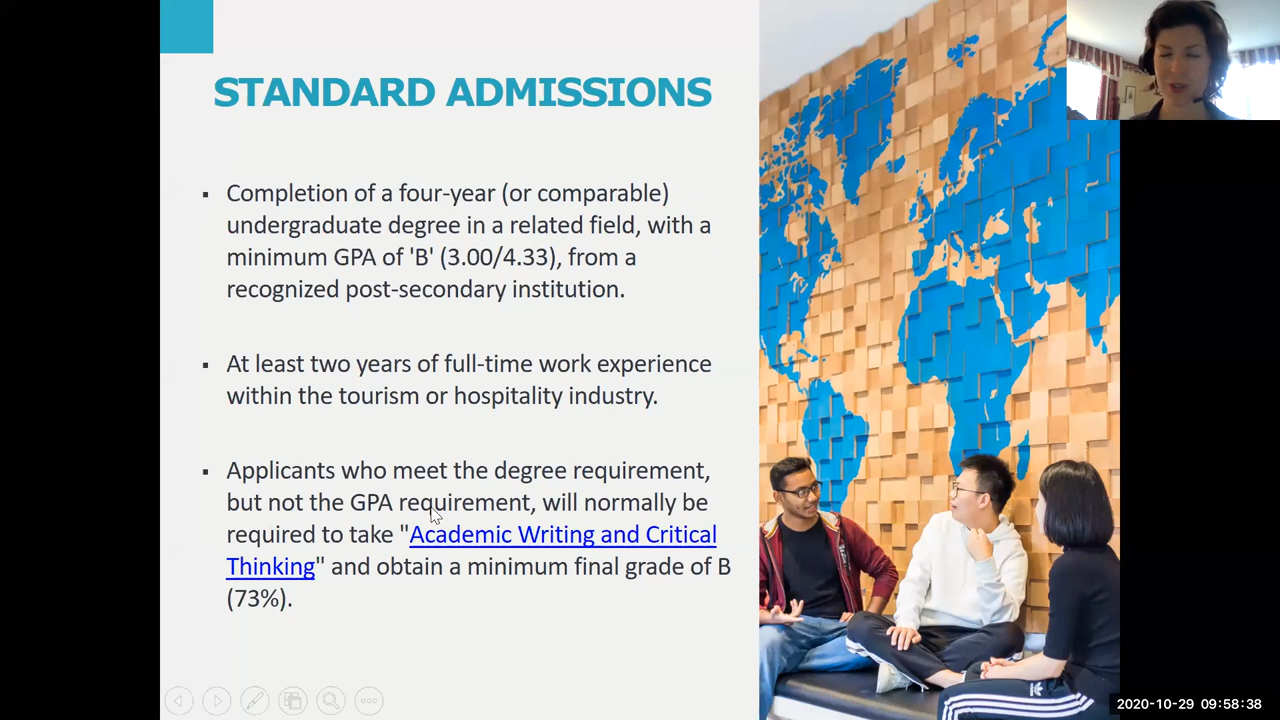 STANDARD ADMISSIONS
▪ Completion of a four-year (or comparable)
undergraduate degree in a related field, with a
minimum GPA of 'B' (3.00/4.33), from a
recognized post-secondary institution.
▪ At least two years of full-time work experience
within the tourism or hospitality industry.
▪ Applicants who meet the degree requirement,
but not the GPA requirement, will normally be
required to take "Academic Writing and Critical
Thinking" and obtain a minimum final grade of B
(73%).
adidas
2020-10-29 09:58:38